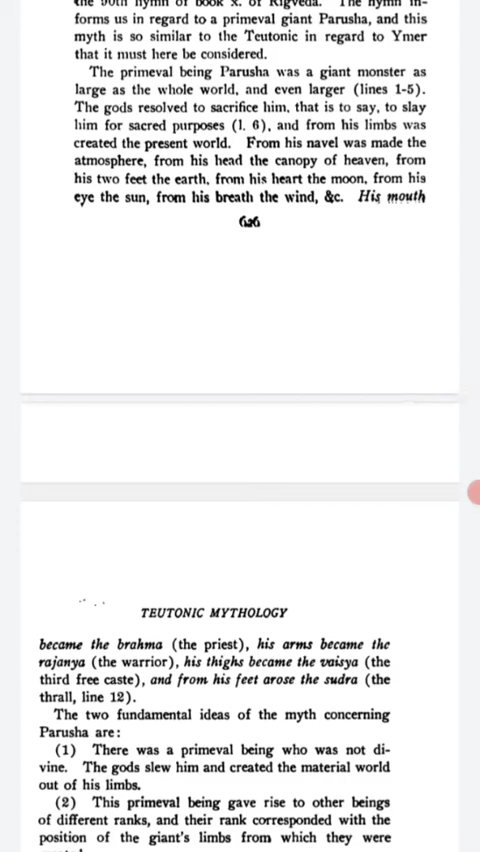 the 90th hymn of book x. of Rigveda. The hymn in-
forms us in regard to a primeval giant Parusha, and this
myth is so similar to the Teutonic in regard to Ymer
that it must here be considered.
The primeval being Parusha was a giant monster as
large as the whole world, and even larger (lines 1-5).
The gods resolved to sacrifice him, that is to say, to slay
him for sacred purposes (l. 6), and from his limbs was
created the present world. From his navel was made the
atmosphere, from his head the canopy of heaven, from
his two feet the earth, from his heart the moon, from his
eye the sun, from his breath the wind, &c. His mouth
626
TEUTONIC MYTHOLOGY
became the brahma (the priest), his arms became the
rajanya (the warrior), his thighs became the vaisya (the
third free caste), and from his feet arose the sudra (the
thrall, line 12).
The two fundamental ideas of the myth concerning
Parusha are:
(1) There was a primeval being who was not di-
vine. The gods slew him and created the material world
out of his limbs.
(2) This primeval being gave rise to other beings
of different ranks, and their rank corresponded with the
position of the giant's limbs from which they were